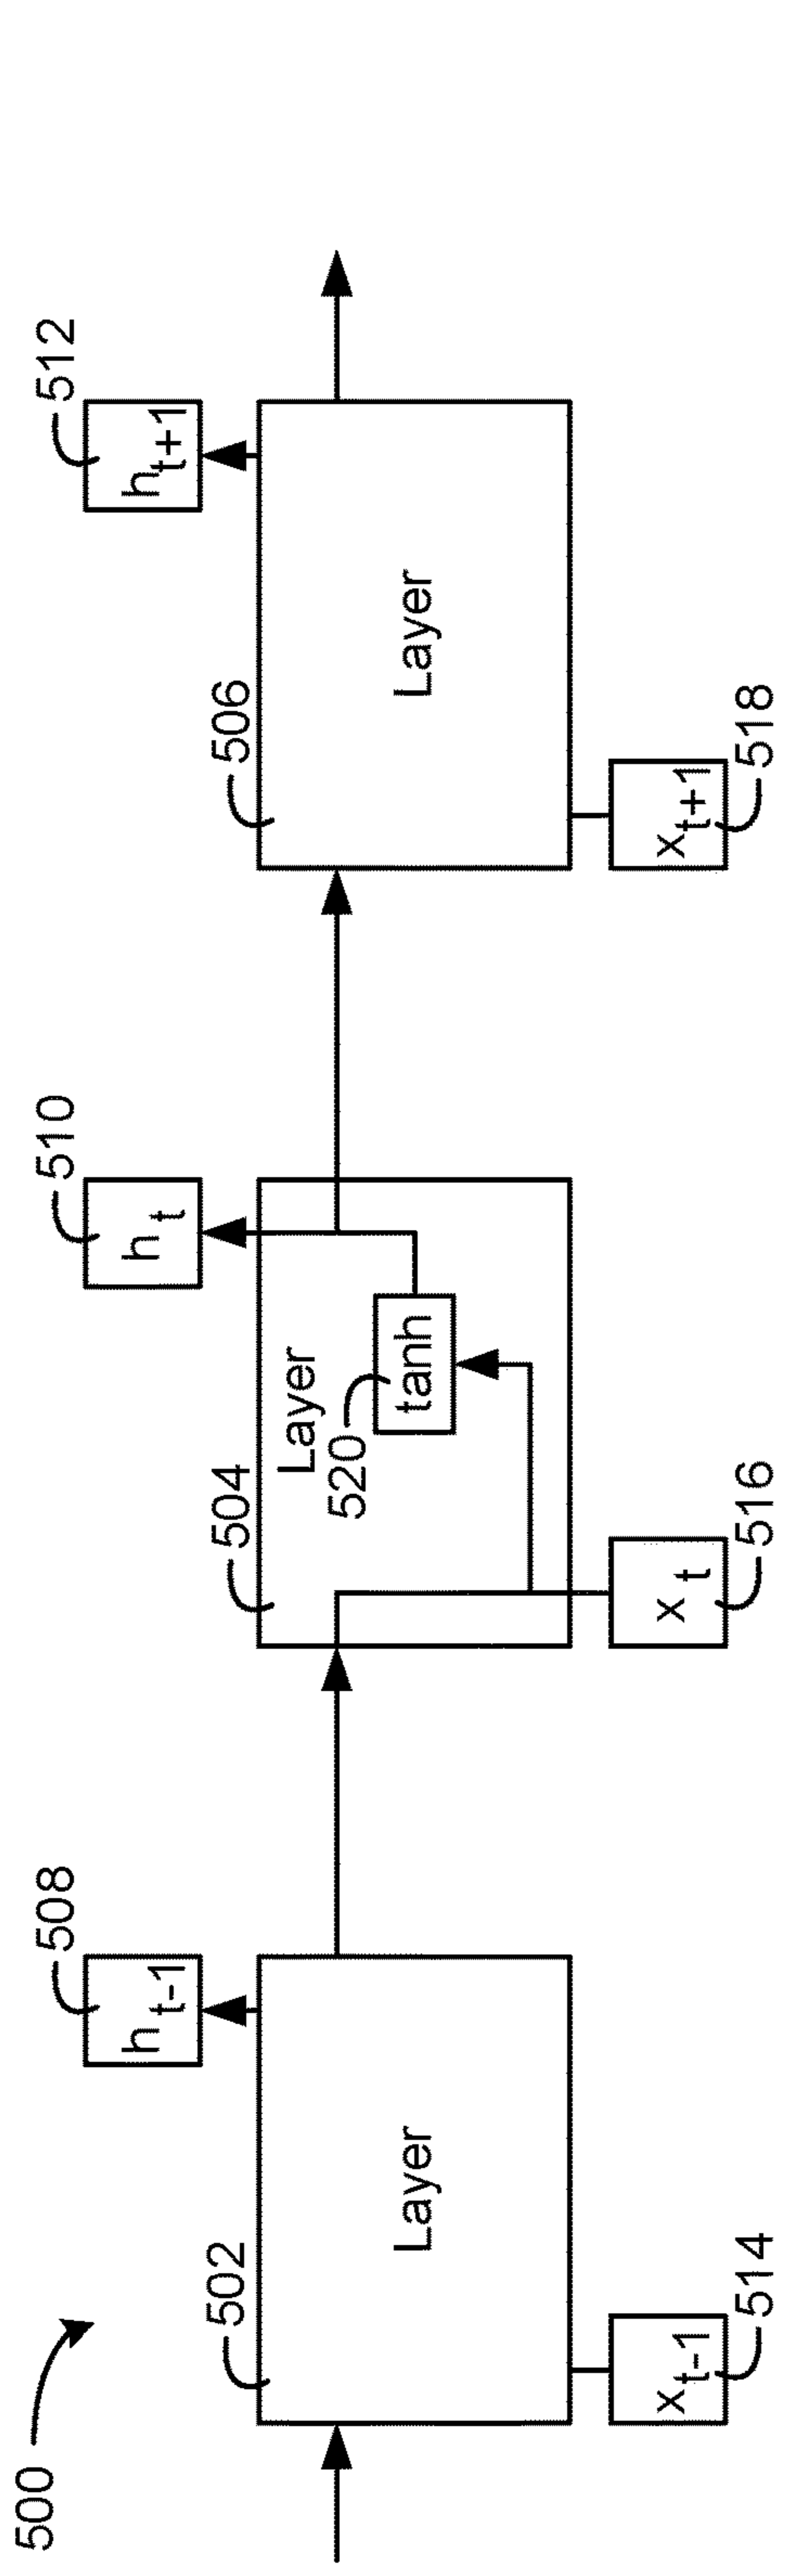 500
508
510
512
h t-1
h t
h t+1
502
504
506
Layer
Layer
Layer
520
tanh
x t-1
x t
x t+1
514
516
518